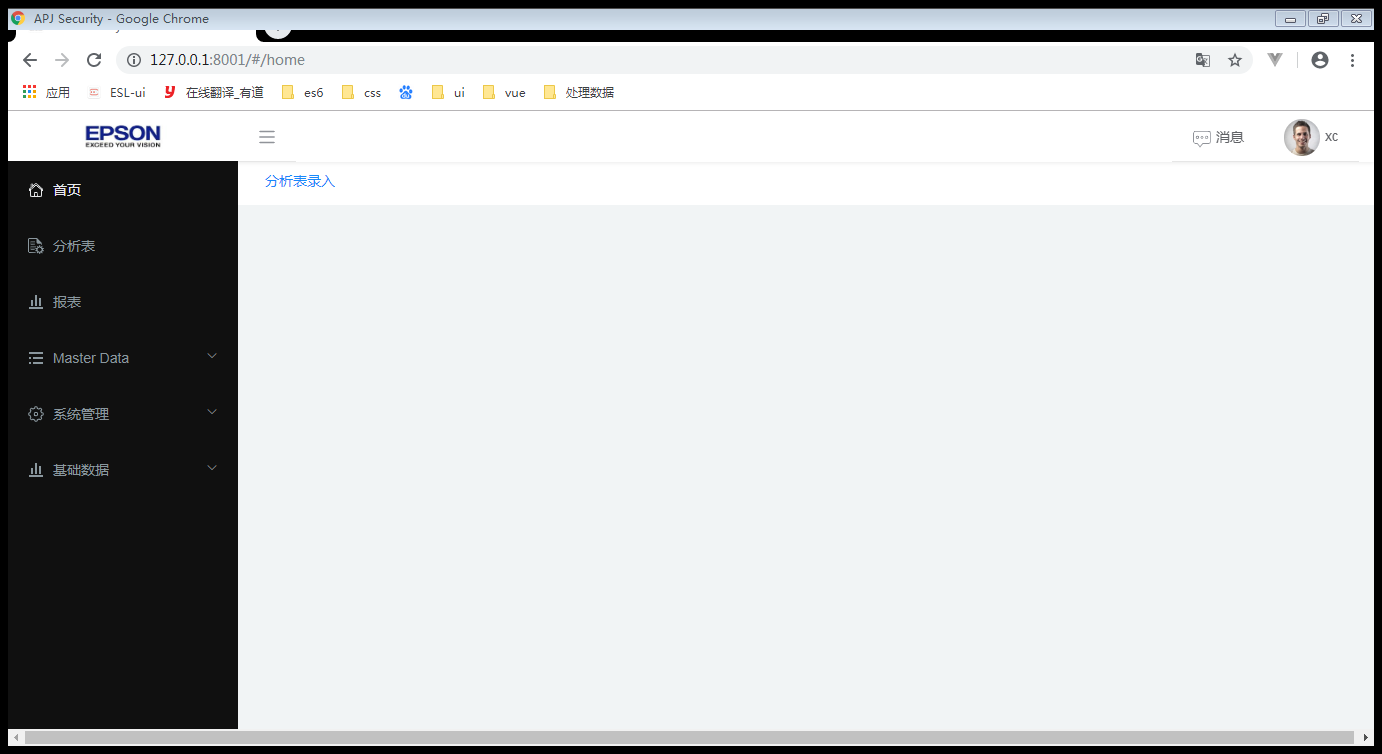 APJ Security - Google Chrome
127.0.0.1:8001/#/home
应用 ESL-ui 在线翻译_有道 es6 css ui vue 处理数据
EPSON
EXCEED YOUR VISION
消息 xc
首页
分析表录入
分析表
报表
Master Data
系统管理
基础数据